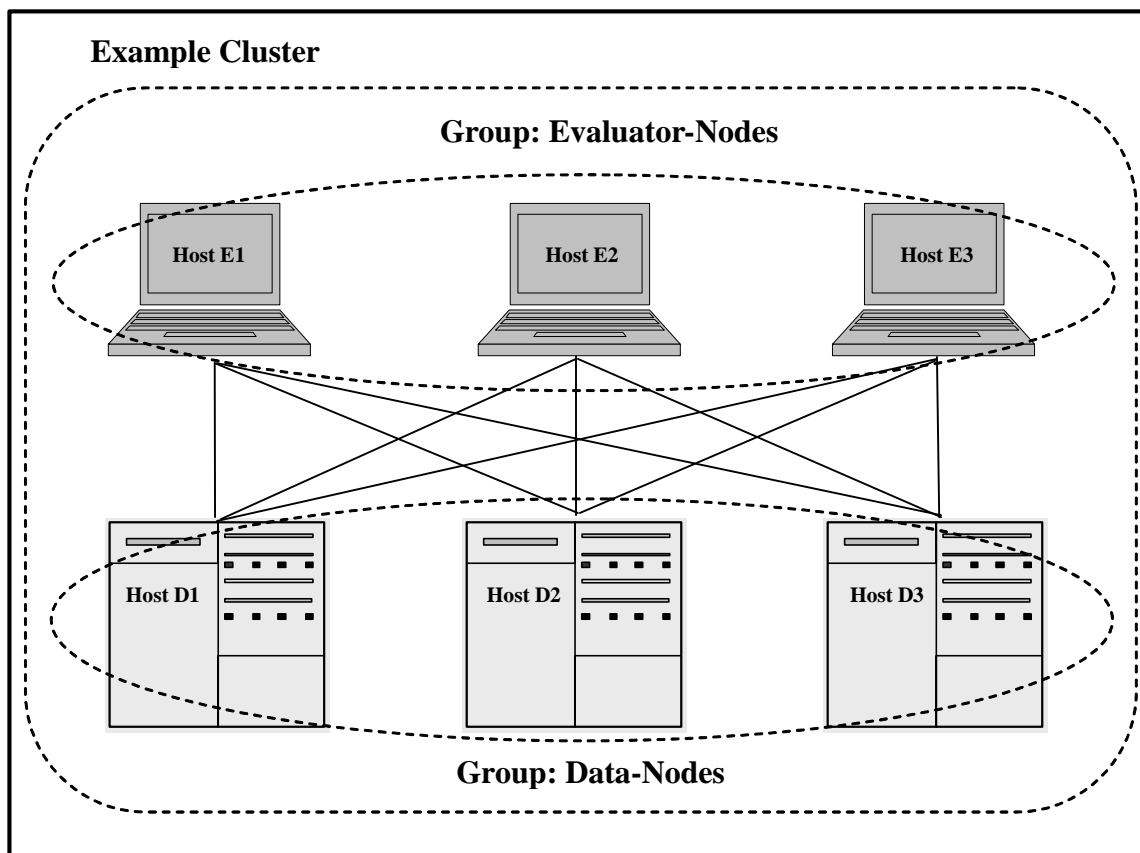 Example Cluster
Group: Evaluator-Nodes
Host E1
Host E2
Host E3
Host D1
Host D2
Host D3
Group: Data-Nodes